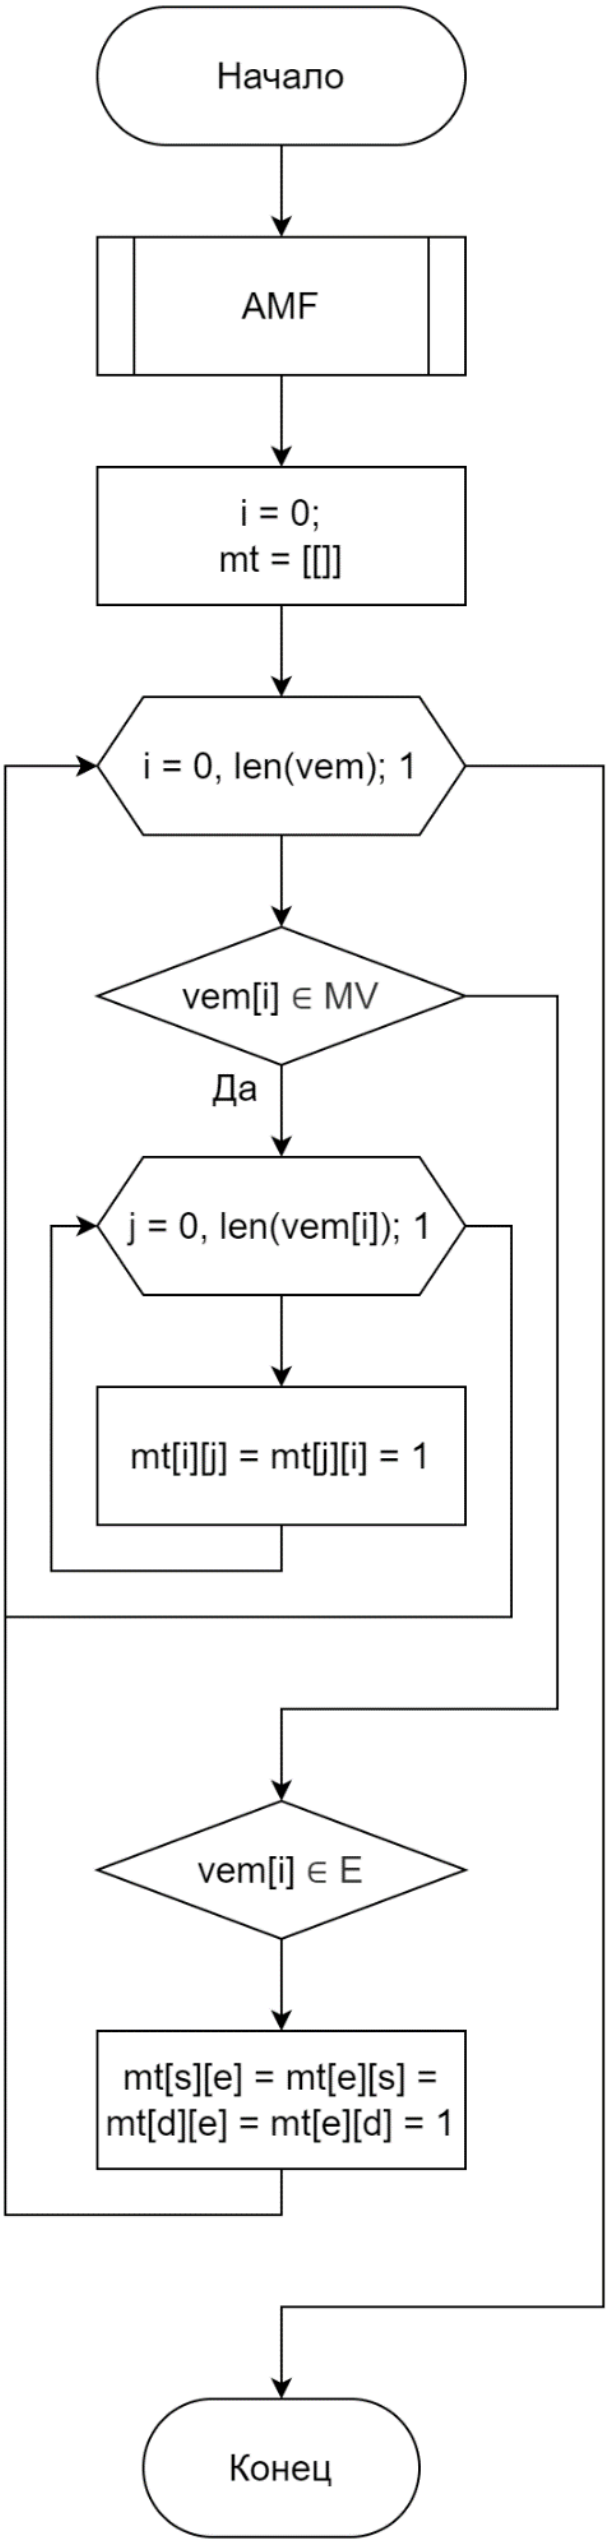 Начало
AMF
i = 0;
mt = [[]]
i = 0, len(vem); 1
vem[i] ∈ MV
Да
j = 0, len(vem[i]); 1
mt[i][j] = mt[j][i] = 1
vem[i] ∈ E
mt[s][e] = mt[e][s] =
mt[d][e] = mt[e][d] = 1
Конец